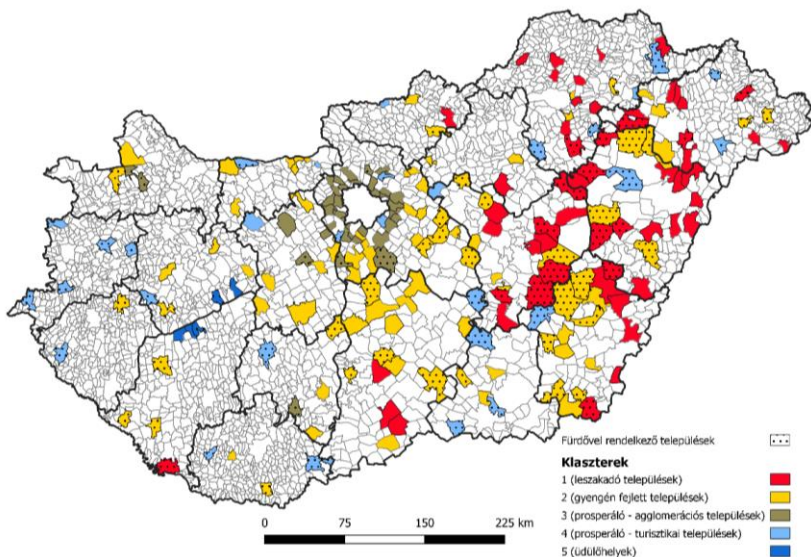 Fürdővel rendelkező települések
Klaszterek
1 (leszakadó települések)
2 (gyengén fejlett települések)
3 (prosperáló - agglomerációs települések)
4 (prosperáló - turisztikai települések)
5 (üdülőhelyek)
0 75 150 225 km